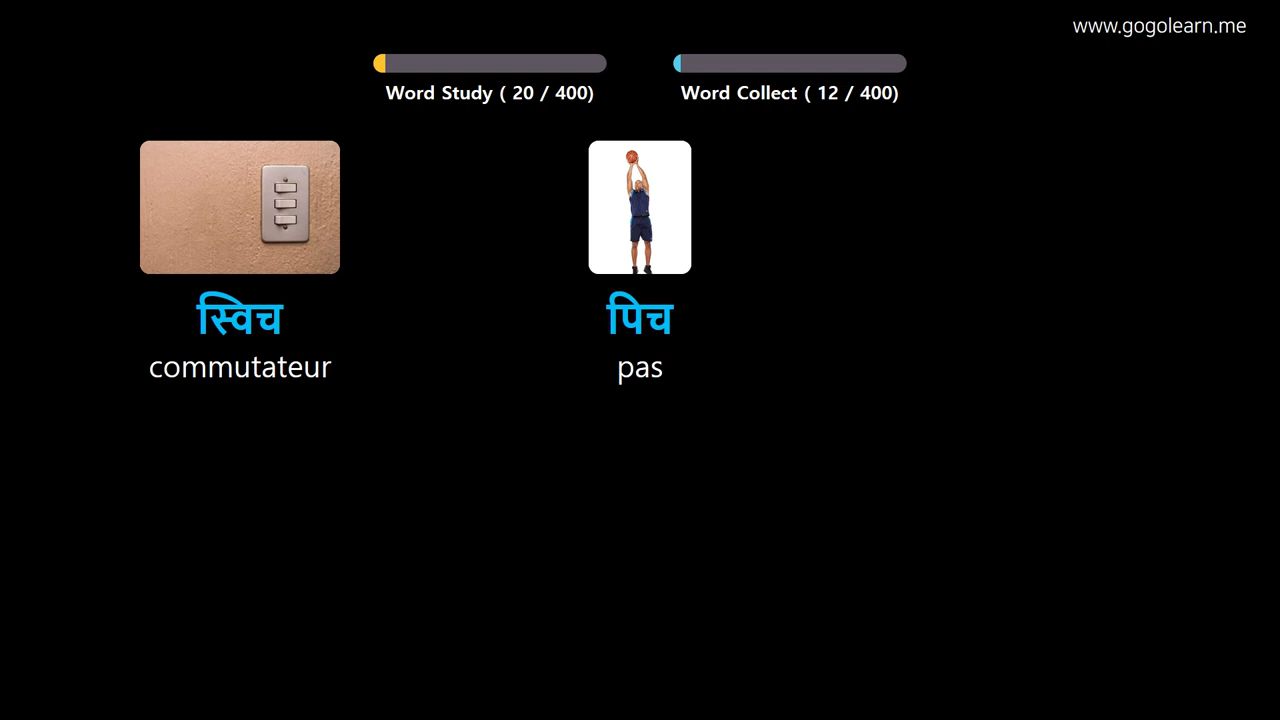 www.gogolearn.me
Word Study ( 20 / 400)
Word Collect ( 12 / 400)
स्विच
पिच
commutateur
pas